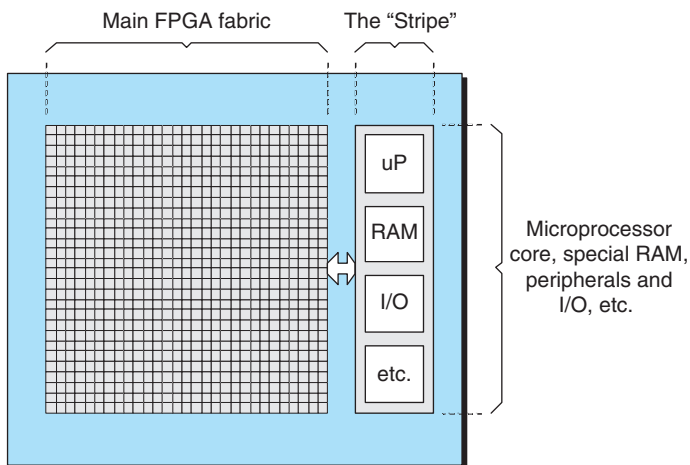 Main FPGA fabric
The “Stripe”
uP
RAM
I/O
etc.
Microprocessor
core, special RAM,
peripherals and
I/O, etc.